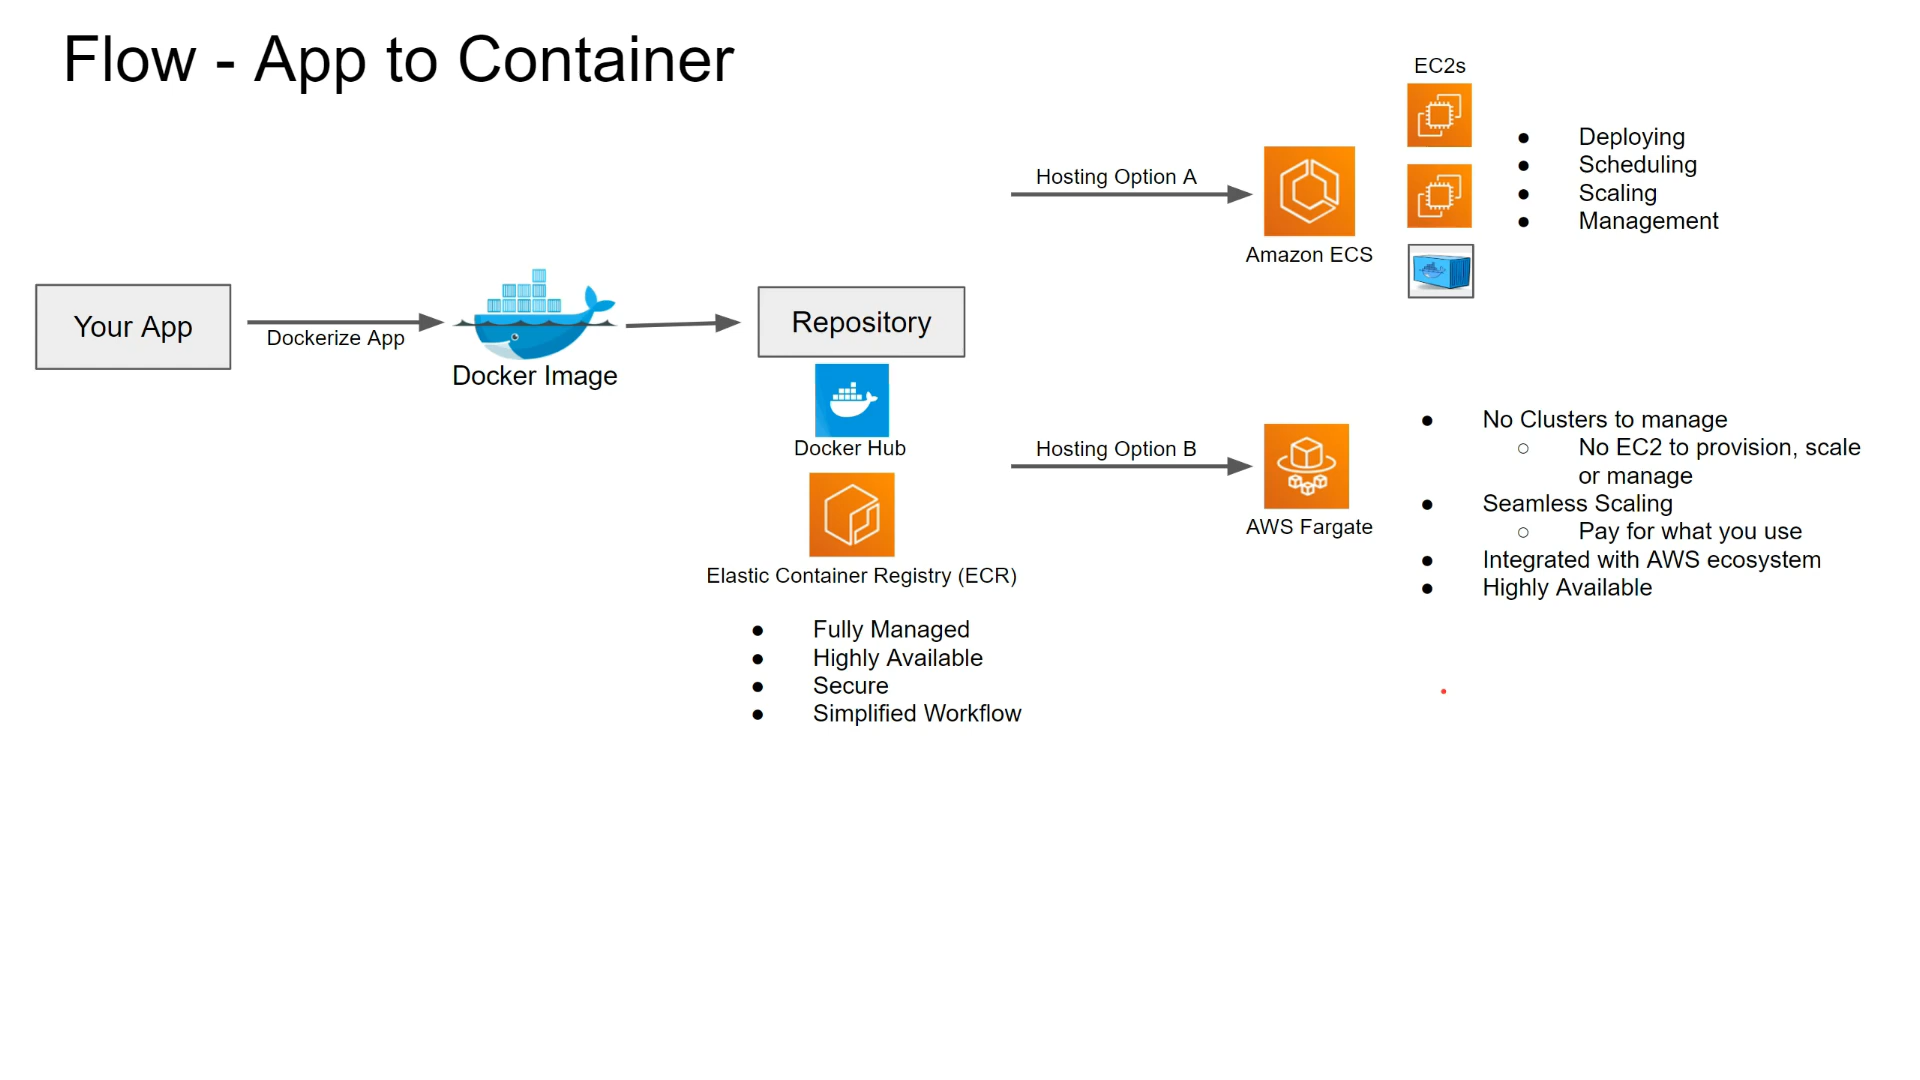 Flow - App to Container
Your App
Dockerize App
Docker Image
Repository
Docker Hub
Elastic Container Registry (ECR)
● Fully Managed
● Highly Available
● Secure
● Simplified Workflow
Hosting Option A
Amazon ECS
EC2s
● Deploying
● Scheduling
● Scaling
● Management
Hosting Option B
AWS Fargate
● No Clusters to manage
○ No EC2 to provision, scale
or manage
● Seamless Scaling
○ Pay for what you use
● Integrated with AWS ecosystem
● Highly Available